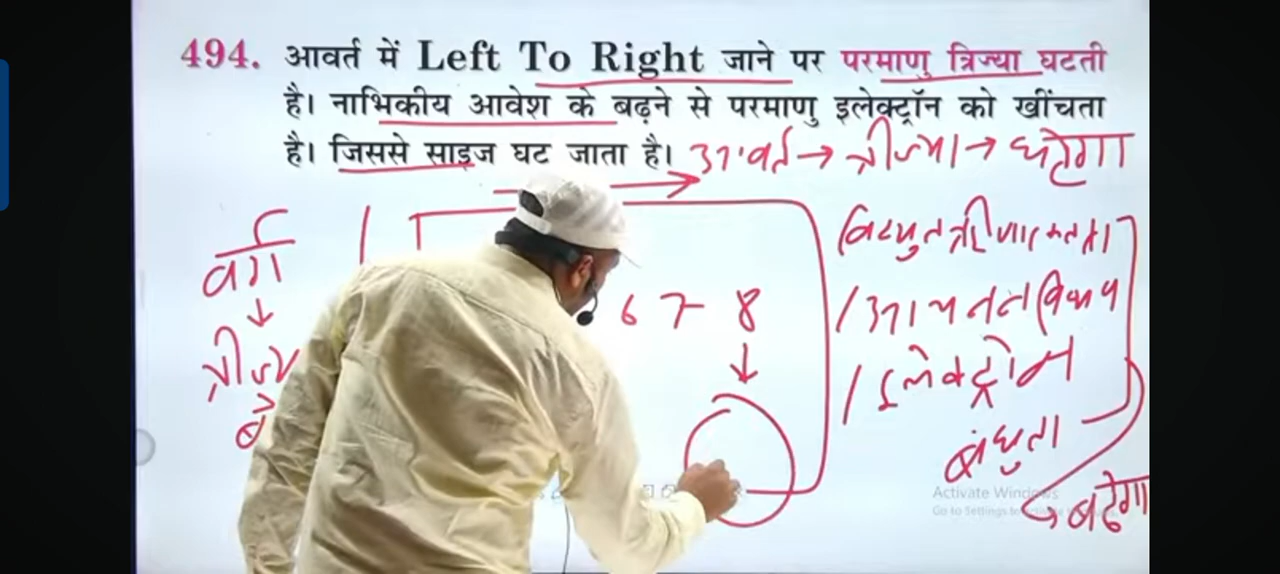 494. आवर्त में Left To Right जाने पर परमाणु त्रिज्या घटती
है। नाभिकीय आवेश के बढ़ने से परमाणु इलेक्ट्रॉन को खींचता
है। जिससे साइज घट जाता है। आवर्त → त्रीज्या → घटेगा
वर्ग
↓
त्रीज्य
6 7 8
↓
विद्युतऋणात्मकता
/आयनन विभव
/इलेक्ट्रोन
बंधुता
बढेगा
Activate Windows